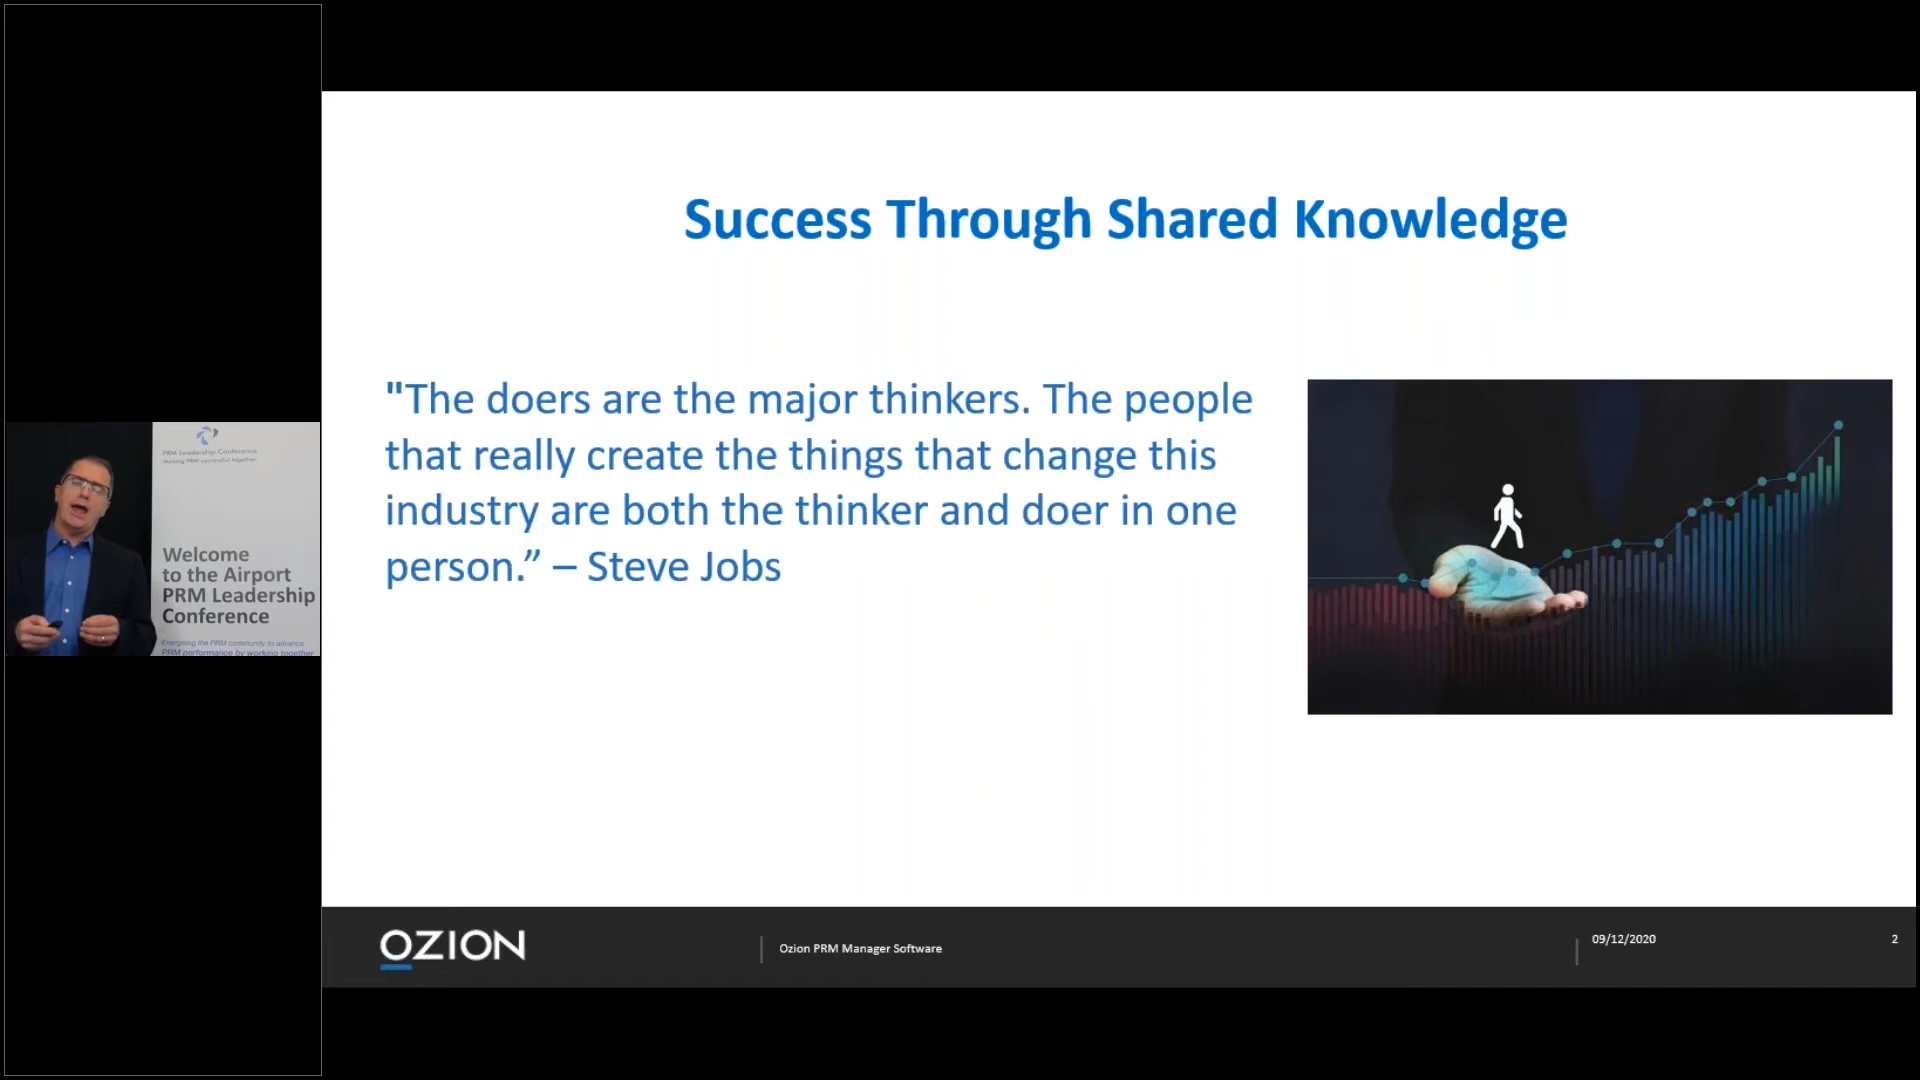 PRM Leadership Conference
Making PRM successful together
Welcome
to the Airport
PRM Leadership
Conference
Energising the PRM community to advance
PRM performance by working together
Success Through Shared Knowledge
"The doers are the major thinkers. The people
that really create the things that change this
industry are both the thinker and doer in one
person.” – Steve Jobs
OZION
Ozion PRM Manager Software
09/12/2020
2